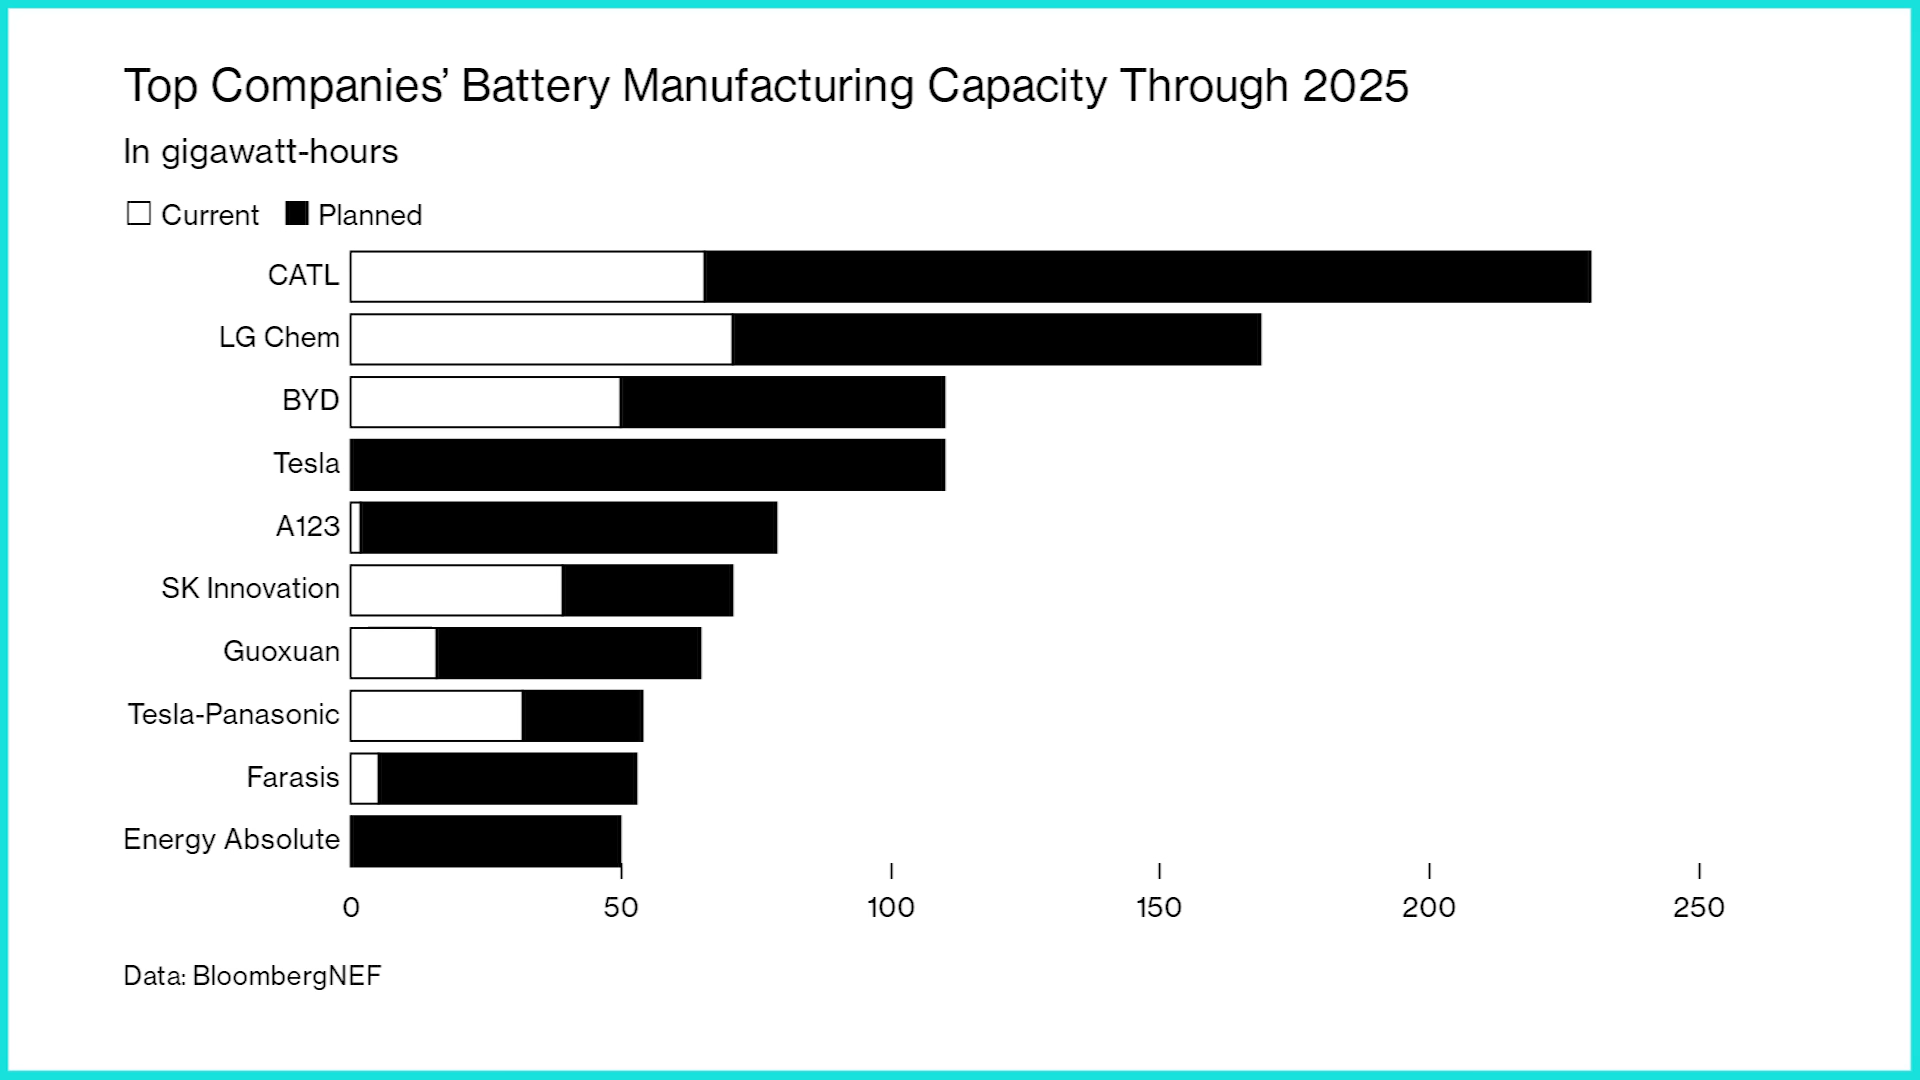 Top Companies’ Battery Manufacturing Capacity Through 2025
In gigawatt-hours
Current Planned
CATL
LG Chem
BYD
Tesla
A123
SK Innovation
Guoxuan
Tesla-Panasonic
Farasis
Energy Absolute
0 50 100 150 200 250
Data: BloombergNEF